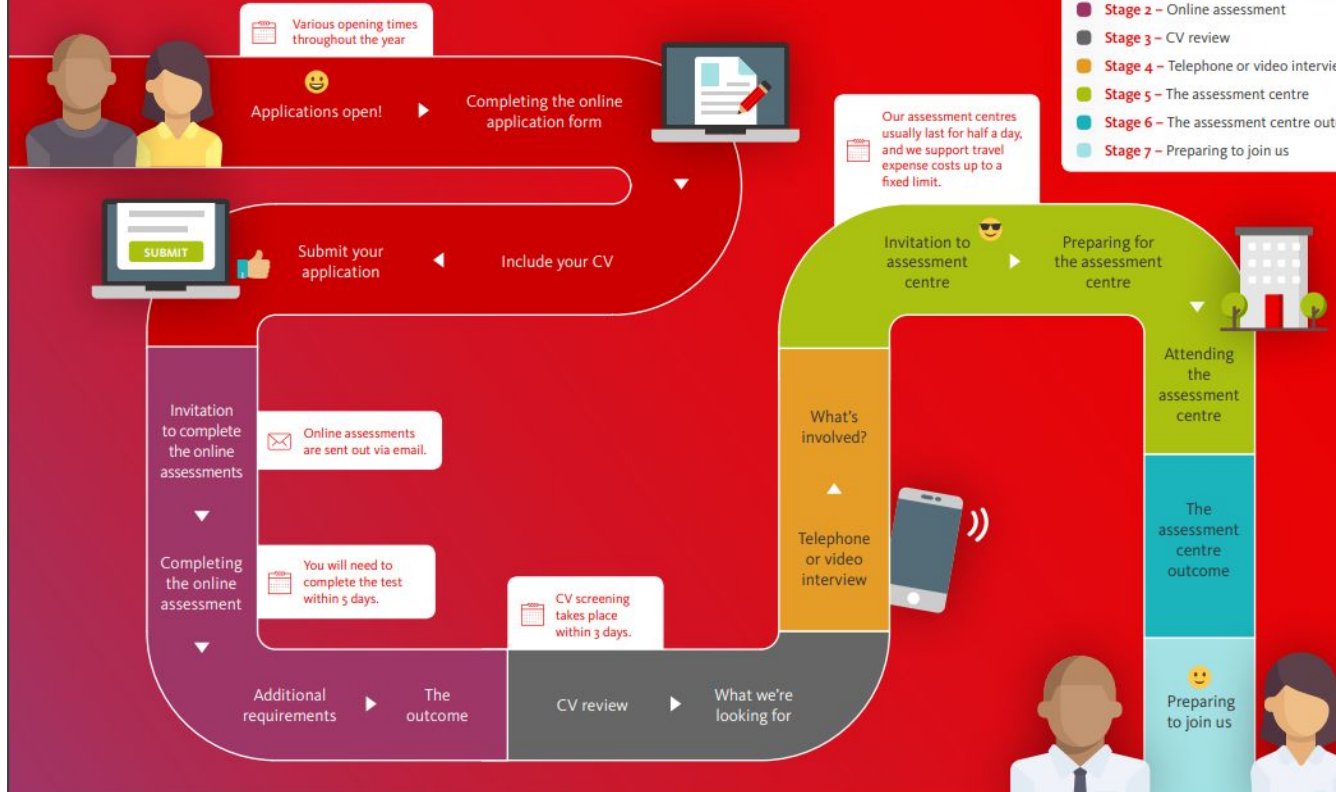 Various opening times
throughout the year
Applications open!
Completing the online
application form
Include your CV
Submit your
application
SUBMIT
Invitation
to complete
the online
assessments
Online assessments
are sent out via email.
Completing
the online
assessment
You will need to
complete the test
within 5 days.
Additional
requirements
The
outcome
CV screening
takes place
within 3 days.
CV review
What we're
looking for
Telephone
or video
interview
What's
involved?
Our assessment centres
usually last for half a day,
and we support travel
expense costs up to a
fixed limit.
Invitation to
assessment
centre
Preparing for
the assessment
centre
Attending
the
assessment
centre
The
assessment
centre
outcome
Preparing
to join us
Stage 2 – Online assessment
Stage 3 – CV review
Stage 4 – Telephone or video
Stage 5 – The assessment centre
Stage 6 – The assessment centre
Stage 7 – Preparing to join us